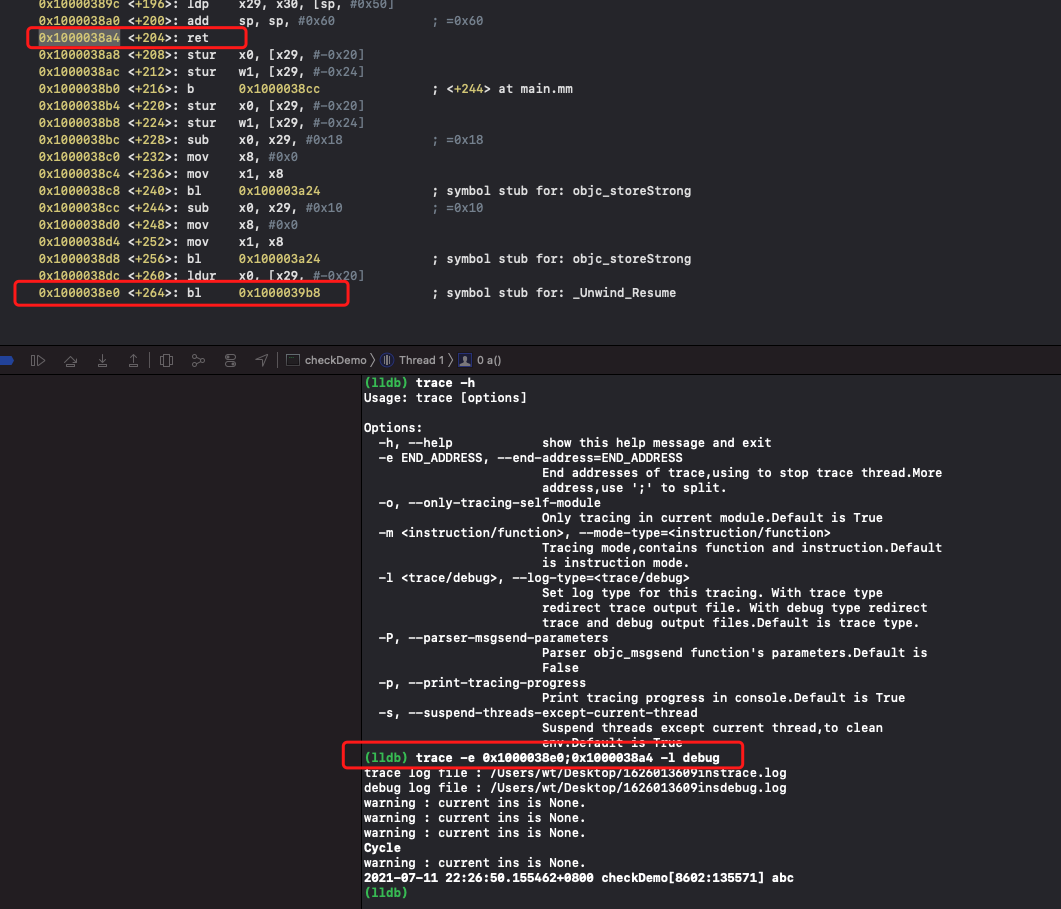 0x10000389c <+196>: ldp    x29, x30, [sp, #0x50]
0x1000038a0 <+200>: add    sp, sp, #0x60             ; =0x60
0x1000038a4 <+204>: ret
0x1000038a8 <+208>: stur   x0, [x29, #-0x20]
0x1000038ac <+212>: stur   w1, [x29, #-0x24]
0x1000038b0 <+216>: b      0x1000038cc               ; <+244> at main.mm
0x1000038b4 <+220>: stur   x0, [x29, #-0x20]
0x1000038b8 <+224>: stur   w1, [x29, #-0x24]
0x1000038bc <+228>: sub    x0, x29, #0x18            ; =0x18
0x1000038c0 <+232>: mov    x8, #0x0
0x1000038c4 <+236>: mov    x1, x8
0x1000038c8 <+240>: bl     0x100003a24               ; symbol stub for: objc_storeStrong
0x1000038cc <+244>: sub    x0, x29, #0x10            ; =0x10
0x1000038d0 <+248>: mov    x8, #0x0
0x1000038d4 <+252>: mov    x1, x8
0x1000038d8 <+256>: bl     0x100003a24               ; symbol stub for: objc_storeStrong
0x1000038dc <+260>: ldur   x0, [x29, #-0x20]
0x1000038e0 <+264>: bl     0x1000039b8               ; symbol stub for: _Unwind_Resume
checkDemo Thread 1 0 a()
(lldb) trace -h
Usage: trace [options]
Options:
-h, --help            show this help message and exit
-e END_ADDRESS, --end-address=END_ADDRESS
End addresses of trace,using to stop trace thread.More
address,use ';' to split.
-o, --only-tracing-self-module
Only tracing in current module.Default is True
-m <instruction/function>, --mode-type=<instruction/function>
Tracing mode,contains function and instruction.Default
is instruction mode.
-l <trace/debug>, --log-type=<trace/debug>
Set log type for this tracing. With trace type
redirect trace output file. With debug type redirect
trace and debug output files.Default is trace type.
-P, --parser-msgsend-parameters
Parser objc_msgsend function's parameters.Default is
False
-p, --print-tracing-progress
Print tracing progress in console.Default is True
-s, --suspend-threads-except-current-thread
Suspend threads except current thread,to clean
env.Default is True
(lldb) trace -e 0x1000038e0;0x1000038a4 -l debug
trace log file : /Users/wt/Desktop/1626013609instrace.log
debug log file : /Users/wt/Desktop/1626013609insdebug.log
warning : current ins is None.
warning : current ins is None.
warning : current ins is None.
Cycle
warning : current ins is None.
2021-07-11 22:26:50.155462+0800 checkDemo[8602:135571] abc
(lldb)